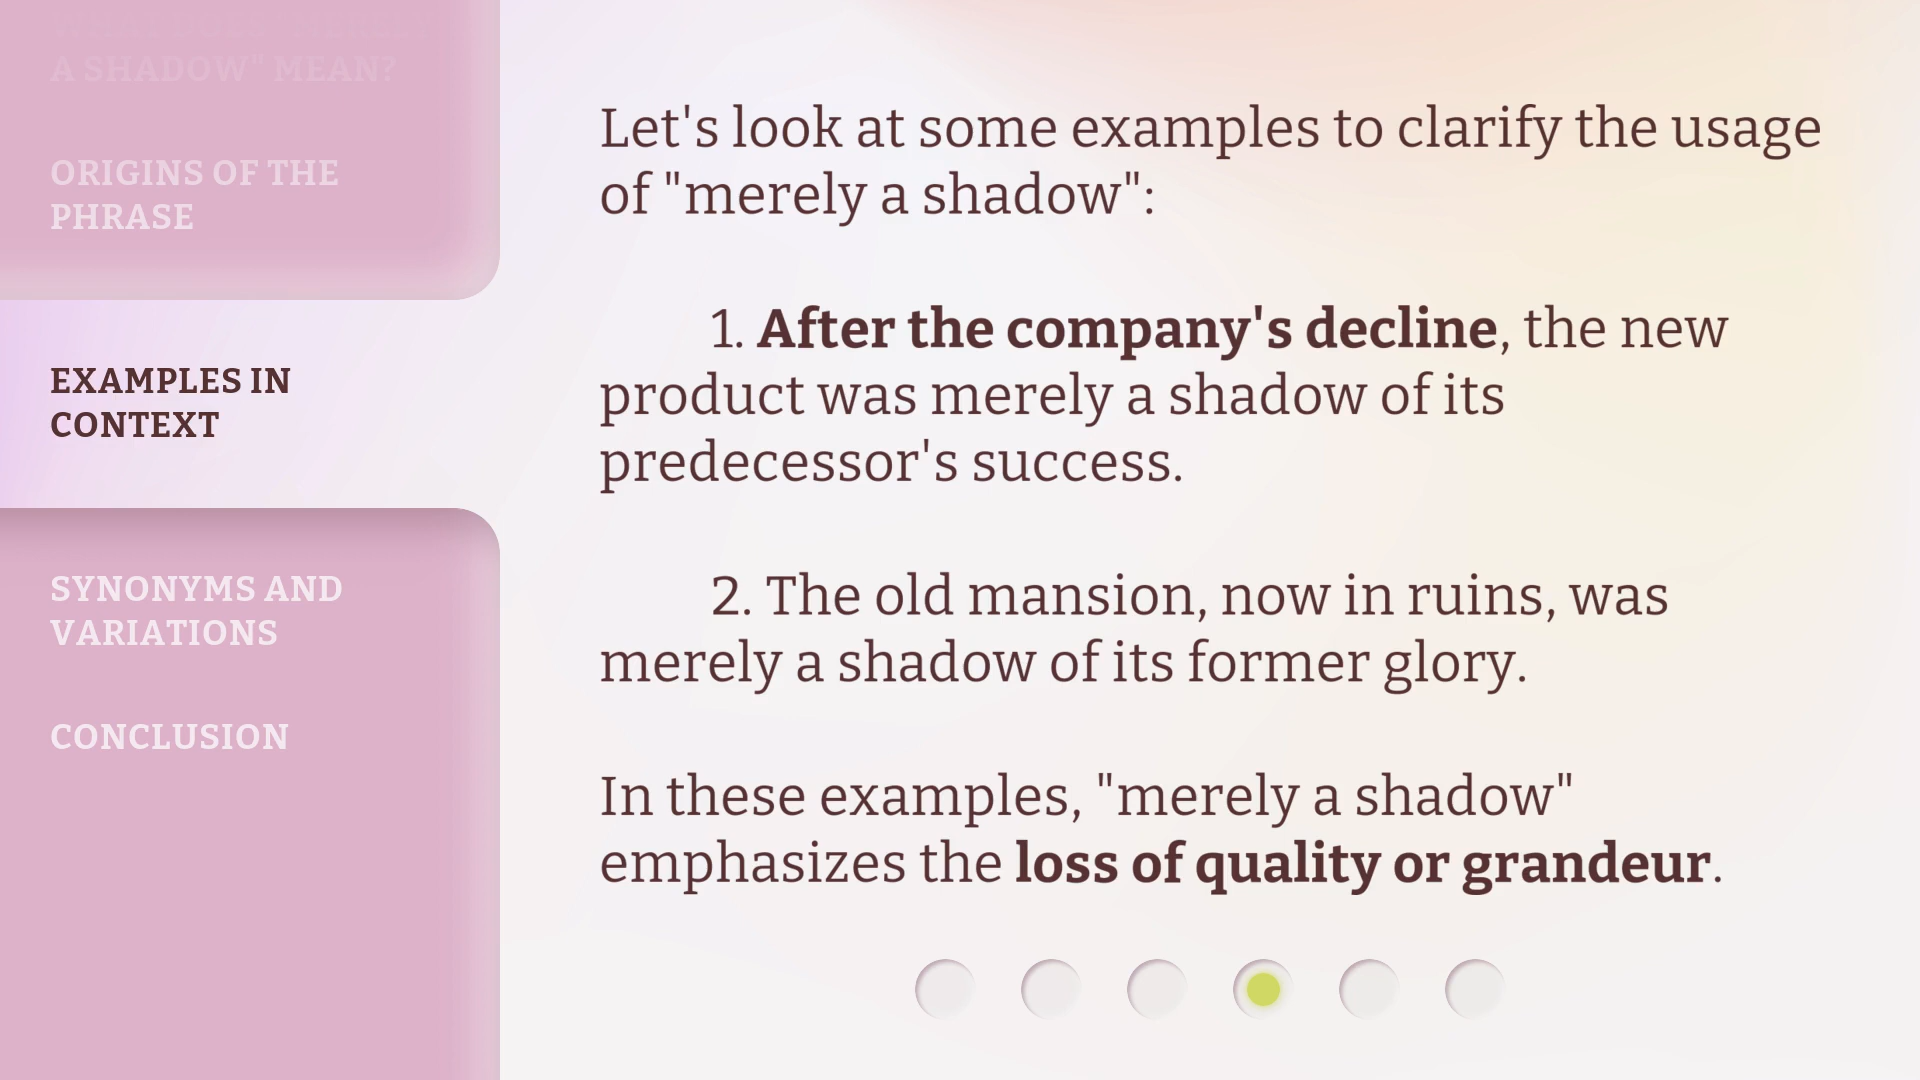 WHAT DOES "MERELY
A SHADOW" MEAN?
ORIGINS OF THE
PHRASE
EXAMPLES IN
CONTEXT
SYNONYMS AND
VARIATIONS
CONCLUSION
Let's look at some examples to clarify the usage
of "merely a shadow":
1. After the company's decline, the new
product was merely a shadow of its
predecessor's success.
2. The old mansion, now in ruins, was
merely a shadow of its former glory.
In these examples, "merely a shadow"
emphasizes the loss of quality or grandeur.